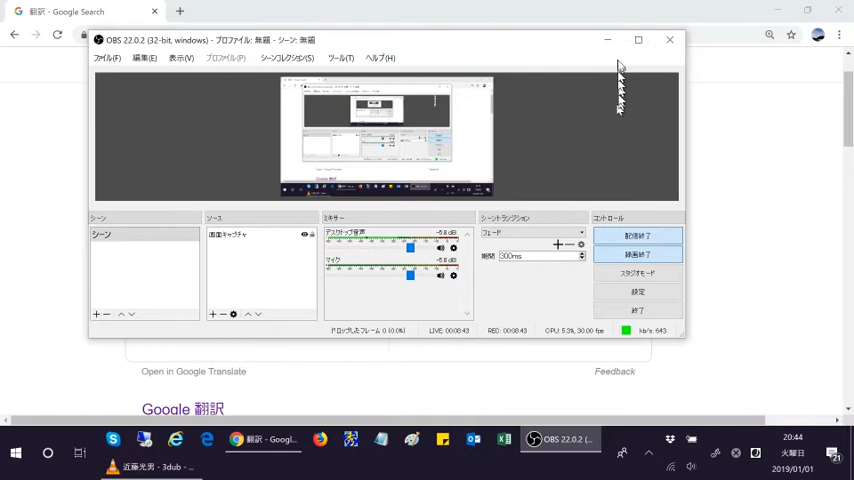 翻訳 - Google Search
OBS 22.0.2 (32-bit, windows) - プロファイル: 無題 - シーン: 無題
ファイル(F) 編集(E) 表示(V) プロファイル(P) シーンコレクション(S) ツール(T) ヘルプ(H)
シーン ソース ミキサー シーントランジション コントロール
シーン
画面キャプチャ
デスクトップ音声 -5.8 dB
フェード
配信終了
マイク -5.8 dB
期間 300ms
録画終了
スタジオモード
設定
終了
ドロップしたフレーム 0 (0.0%) LIVE: 00:08:43 REC: 00:08:43 CPU: 5.3%, 30.00 fps kb/s: 643
Open in Google Translate Feedback
Google 翻訳
翻訳 - Googl... OBS 22.0.2 (...
近藤光男 - 3dub - ...
20:44
火曜日
2019/01/01
21